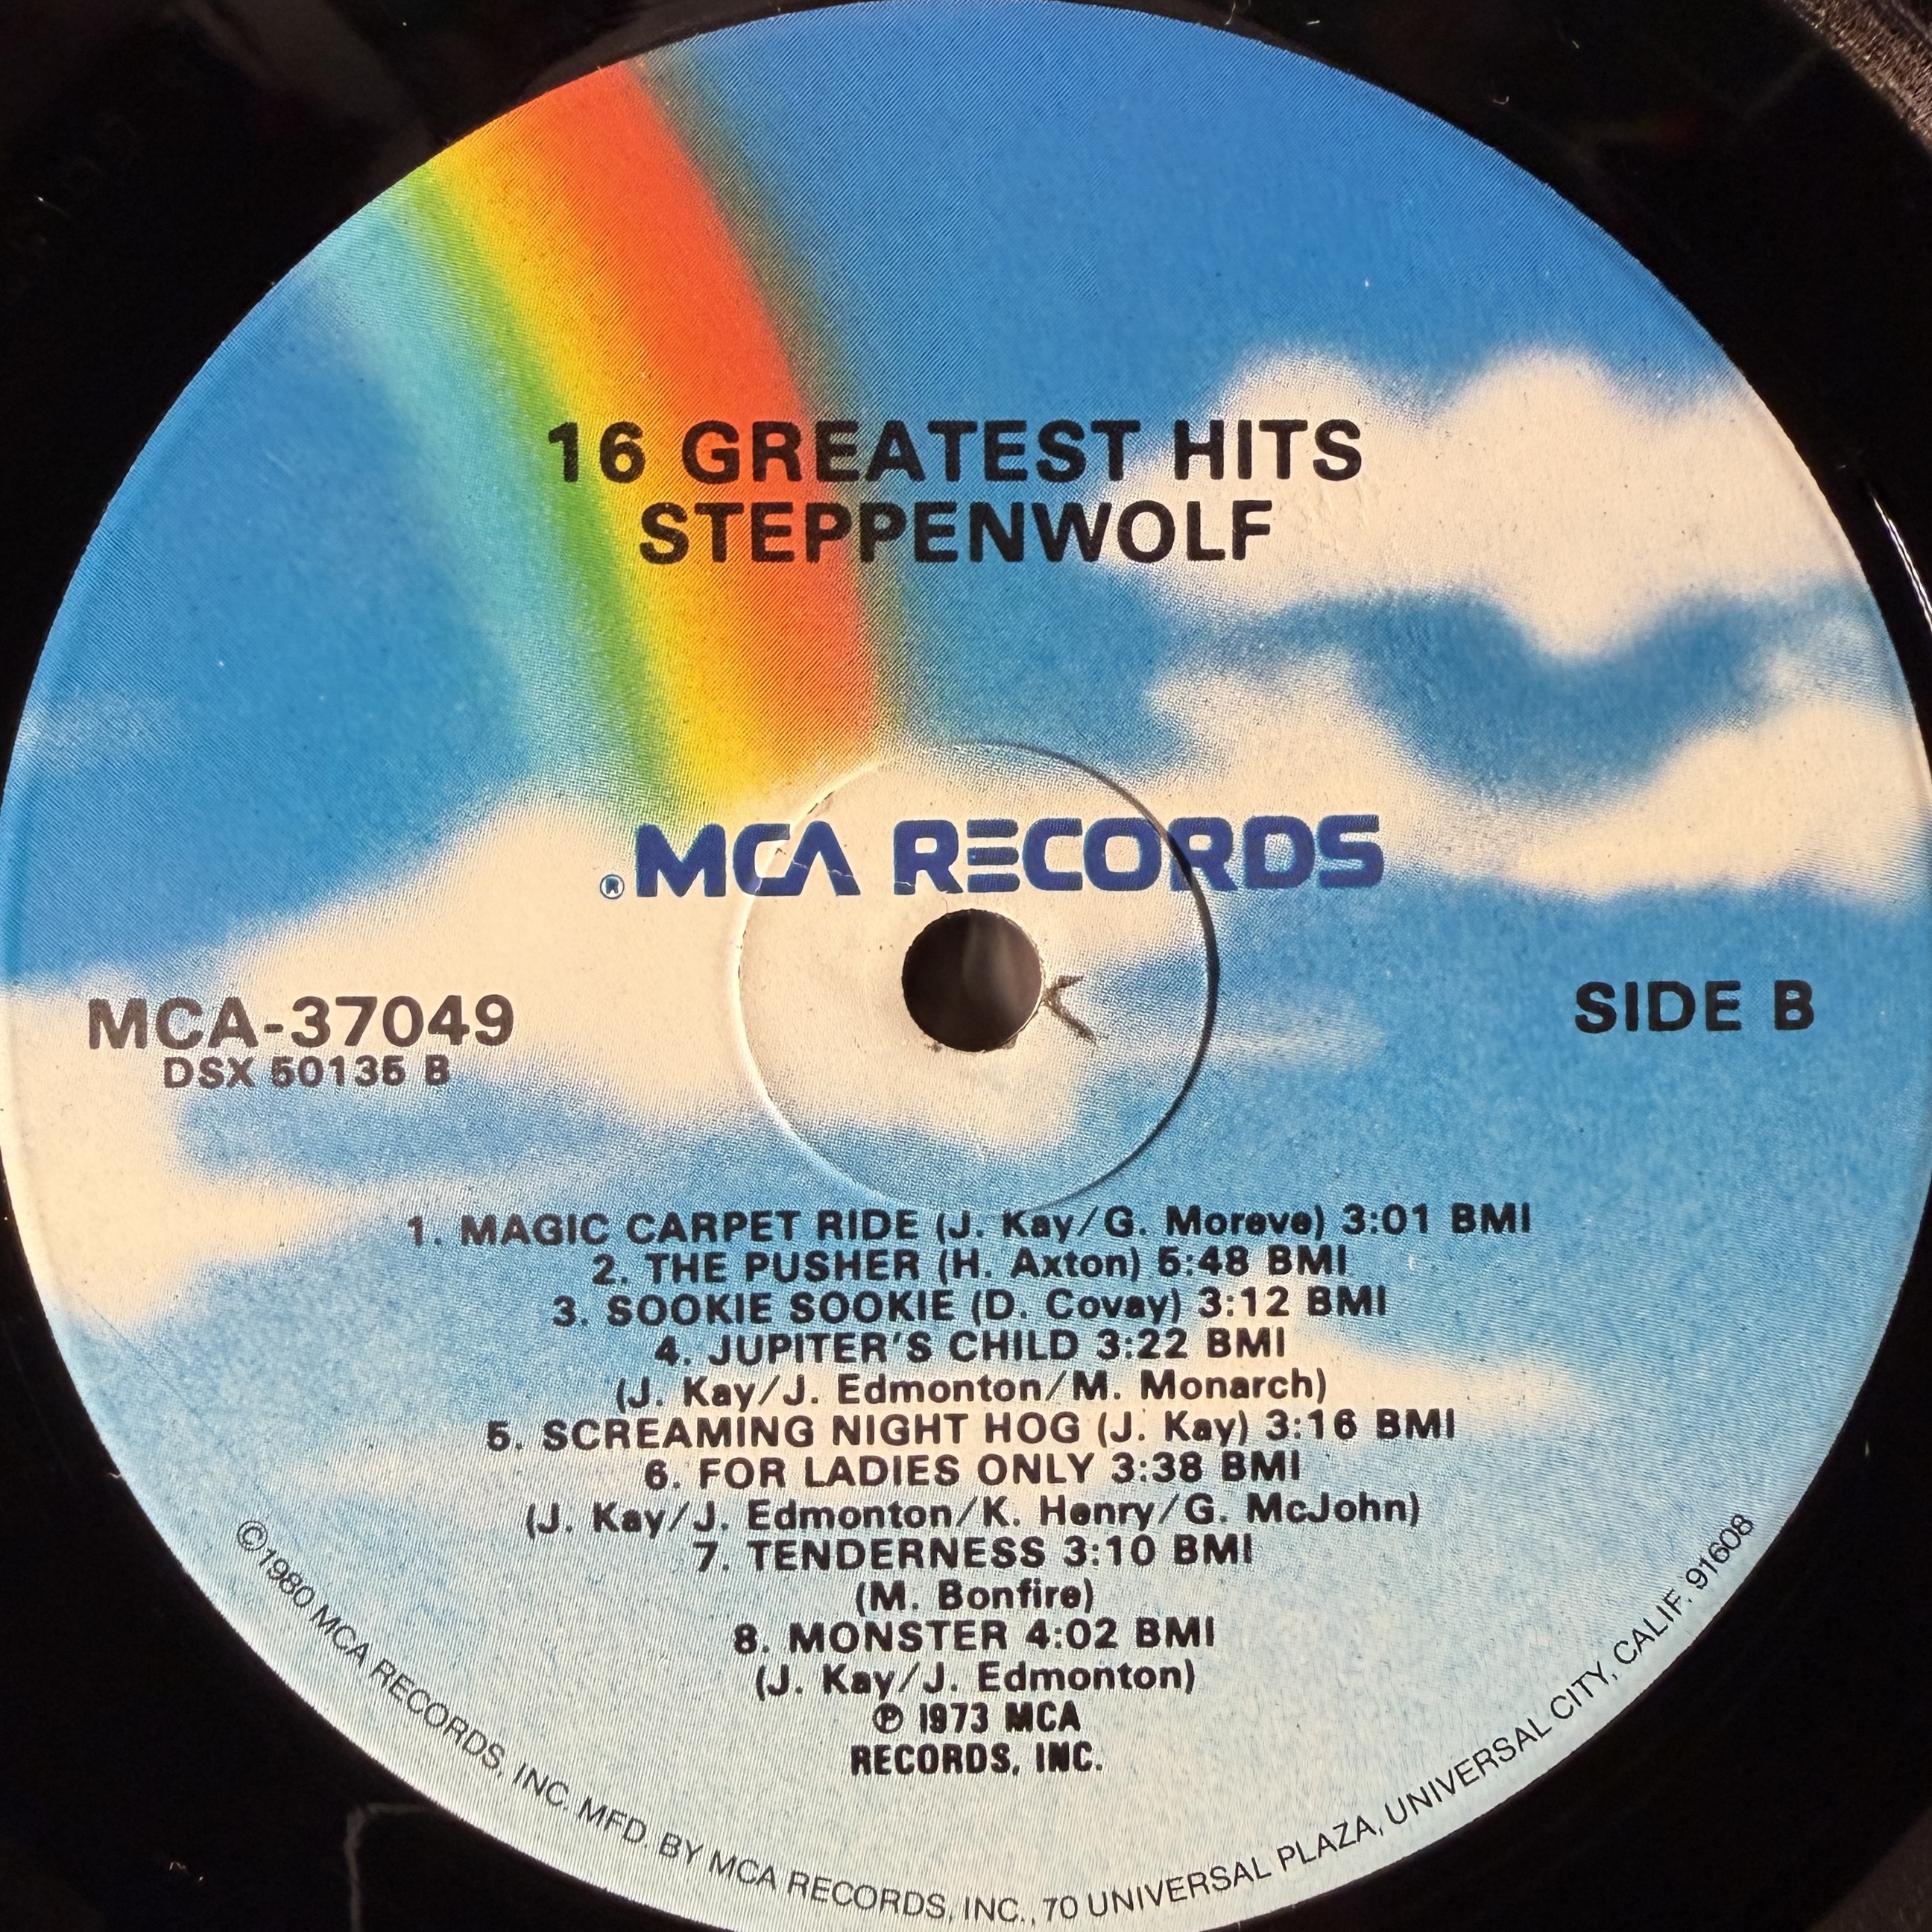 16 GREATEST HITS
STEPPENWOLF
® MCA RECORDS
MCA-37049
DSX 50135 B
SIDE B
1. MAGIC CARPET RIDE (J. Kay/G. Moreve) 3:01 BMI
2. THE PUSHER (H. Axton) 5:48 BMI
3. SOOKIE SOOKIE (D. Covay) 3:12 BMI
4. JUPITER'S CHILD 3:22 BMI
(J. Kay/J. Edmonton/M. Monarch)
5. SCREAMING NIGHT HOG (J. Kay) 3:16 BMI
6. FOR LADIES ONLY 3:38 BMI
(J. Kay/J. Edmonton/K. Henry/G. McJohn)
7. TENDERNESS 3:10 BMI
(M. Bonfire)
8. MONSTER 4:02 BMI
(J. Kay/J. Edmonton)
℗ 1973 MCA
RECORDS, INC.
©1980 MCA RECORDS, INC. MFD. BY MCA RECORDS, INC., 70 UNIVERSAL PLAZA, UNIVERSAL CITY, CALIF. 91608